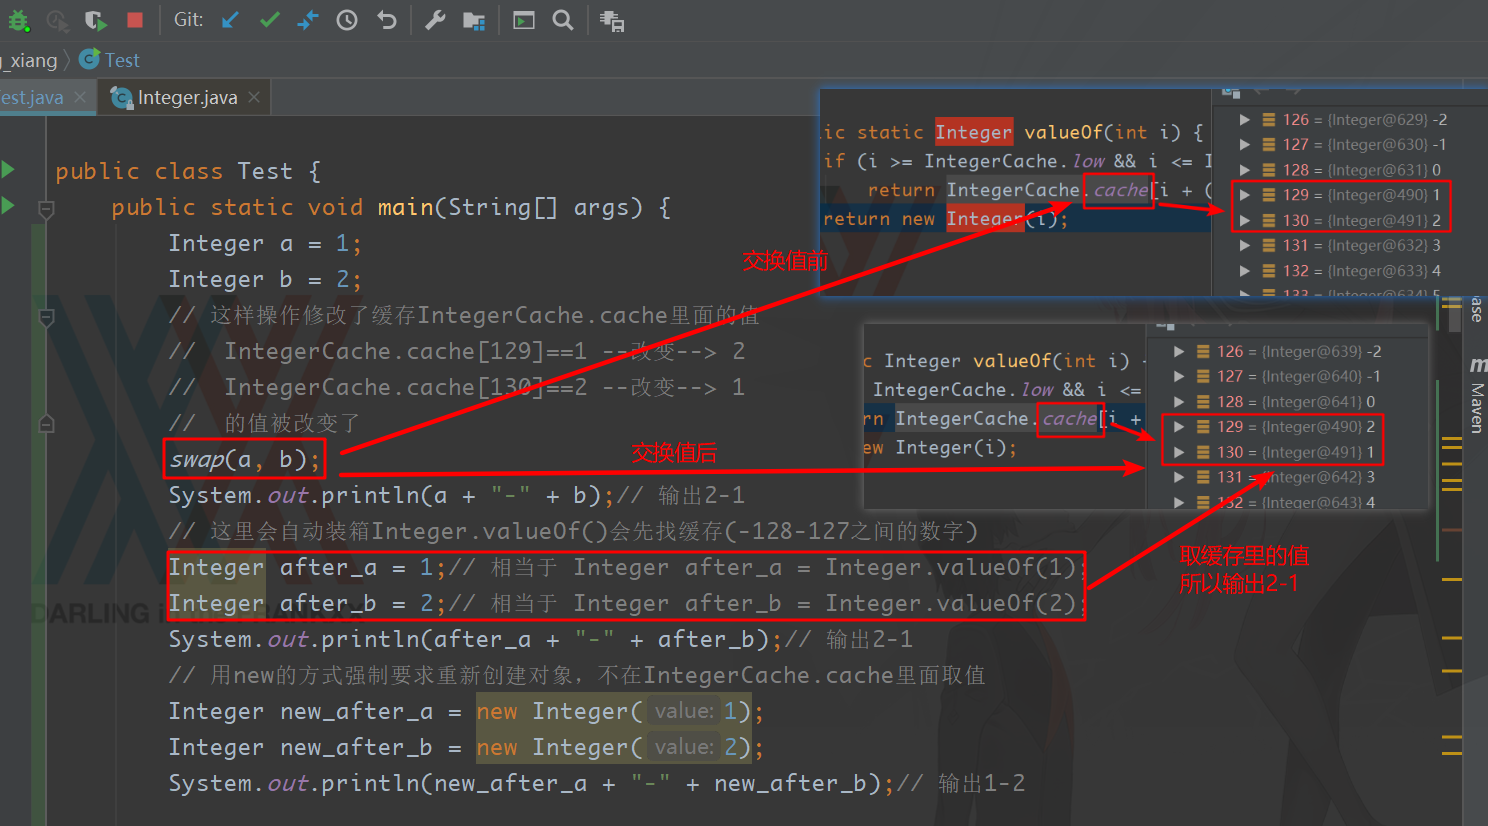 Git:
g_xiang
Test
est.java
Integer.java
public class Test {
public static void main(String[] args) {
Integer a = 1;
Integer b = 2;
// 这样操作修改了缓存IntegerCache.cache里面的值
// IntegerCache.cache[129]==1 --改变--> 2
// IntegerCache.cache[130]==2 --改变--> 1
// 的值被改变了
swap(a, b);
System.out.println(a + "-" + b);// 输出2-1
// 这里会自动装箱Integer.valueOf()会先找缓存(-128-127之间的数字)
Integer after_a = 1;// 相当于 Integer after_a = Integer.valueOf(1);
Integer after_b = 2;// 相当于 Integer after_b = Integer.valueOf(2);
System.out.println(after_a + "-" + after_b);// 输出2-1
// 用new的方式强制要求重新创建对象，不在IntegerCache.cache里面取值
Integer new_after_a = new Integer( value: 1);
Integer new_after_b = new Integer( value: 2);
System.out.println(new_after_a + "-" + new_after_b);// 输出1-2
交换值前
交换值后
lic static Integer valueOf(int i) {
if (i >= IntegerCache.low && i <= I
return IntegerCache.cache[i + (
return new Integer(i);
126 = {Integer@629} -2
127 = {Integer@630} -1
128 = {Integer@631} 0
129 = {Integer@490} 1
130 = {Integer@491} 2
131 = {Integer@632} 3
132 = {Integer@633} 4
133 = {Integer@634} 5
c Integer valueOf(int i)
IntegerCache.low && i <=
rn IntegerCache.cache[i +
ew Integer(i);
126 = {Integer@639} -2
127 = {Integer@640} -1
128 = {Integer@641} 0
129 = {Integer@490} 2
130 = {Integer@491} 1
131 = {Integer@642} 3
132 = {Integer@643} 4
取缓存里的值
所以输出2-1
ase
m
Maven